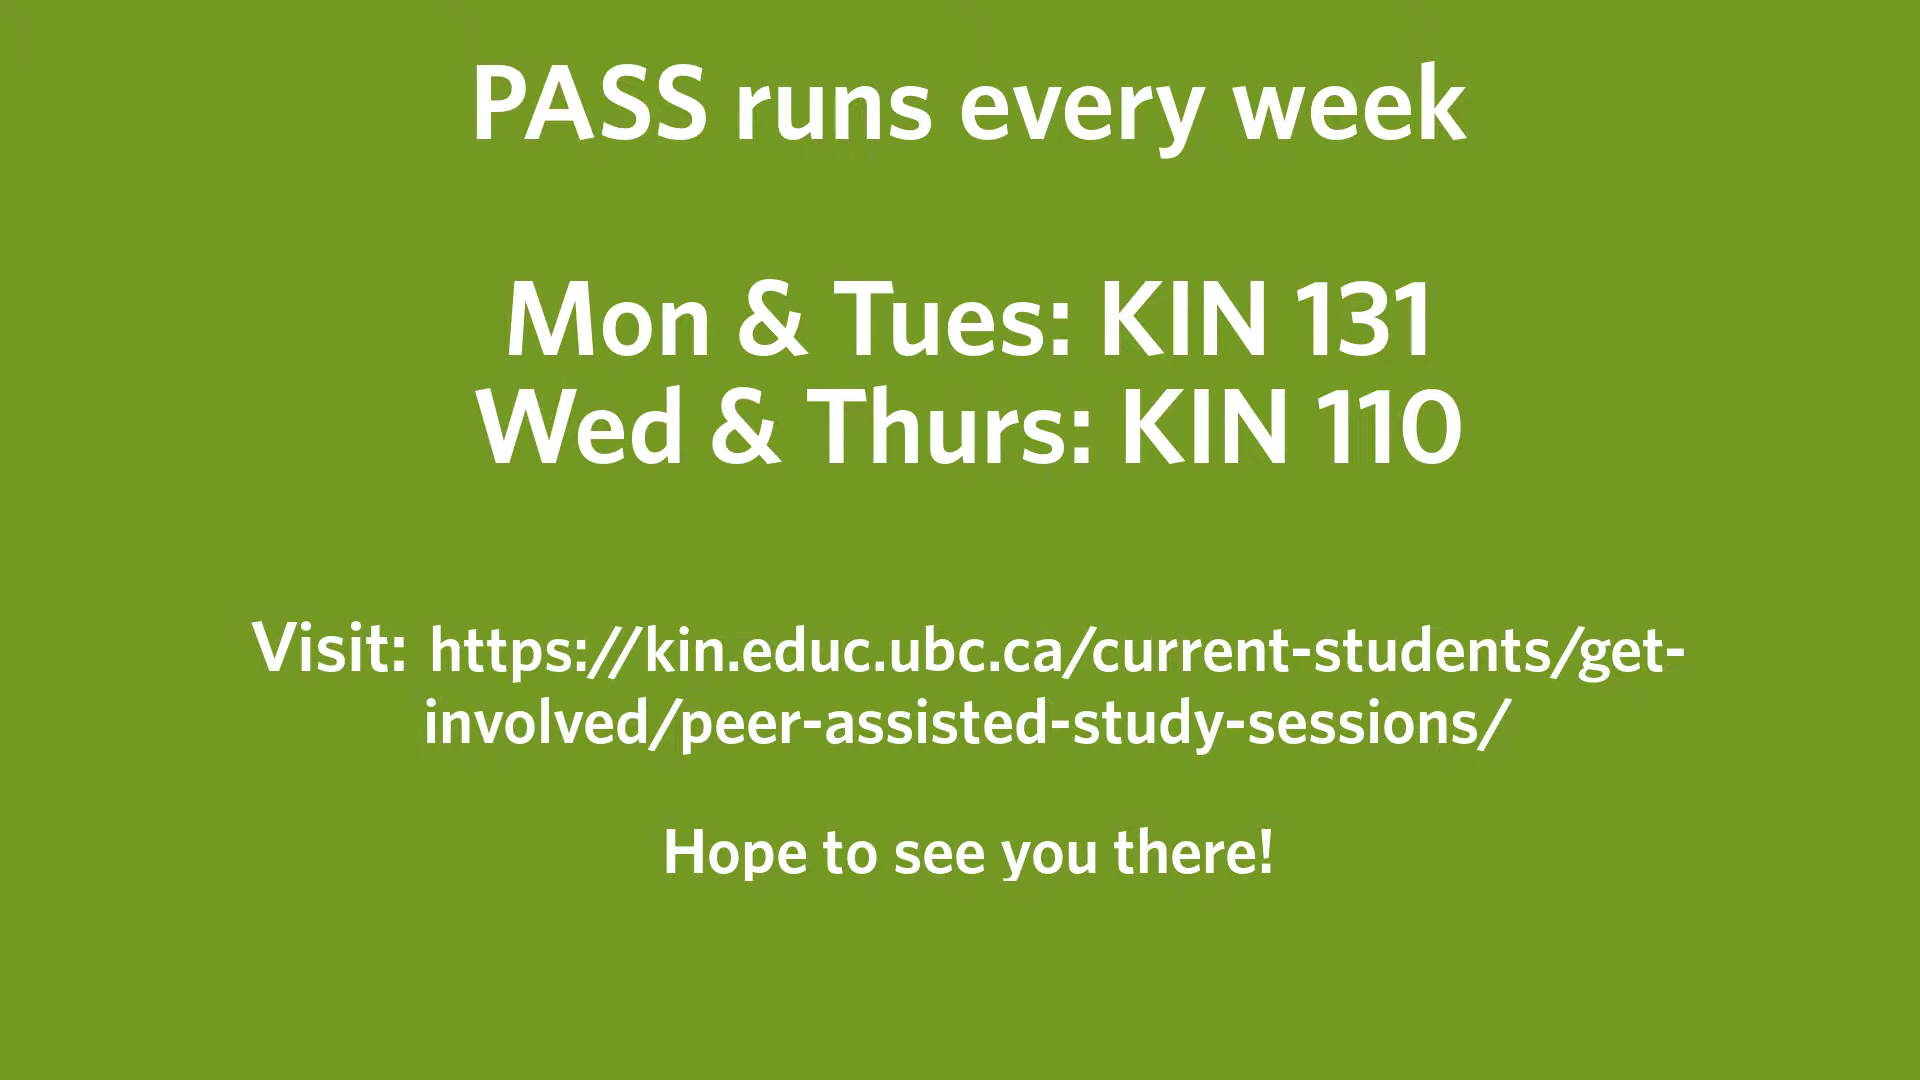 PASS runs every week
Mon & Tues: KIN 131
Wed & Thurs: KIN 110
Visit: https://kin.educ.ubc.ca/current-students/get-
involved/peer-assisted-study-sessions/
Hope to see you there!